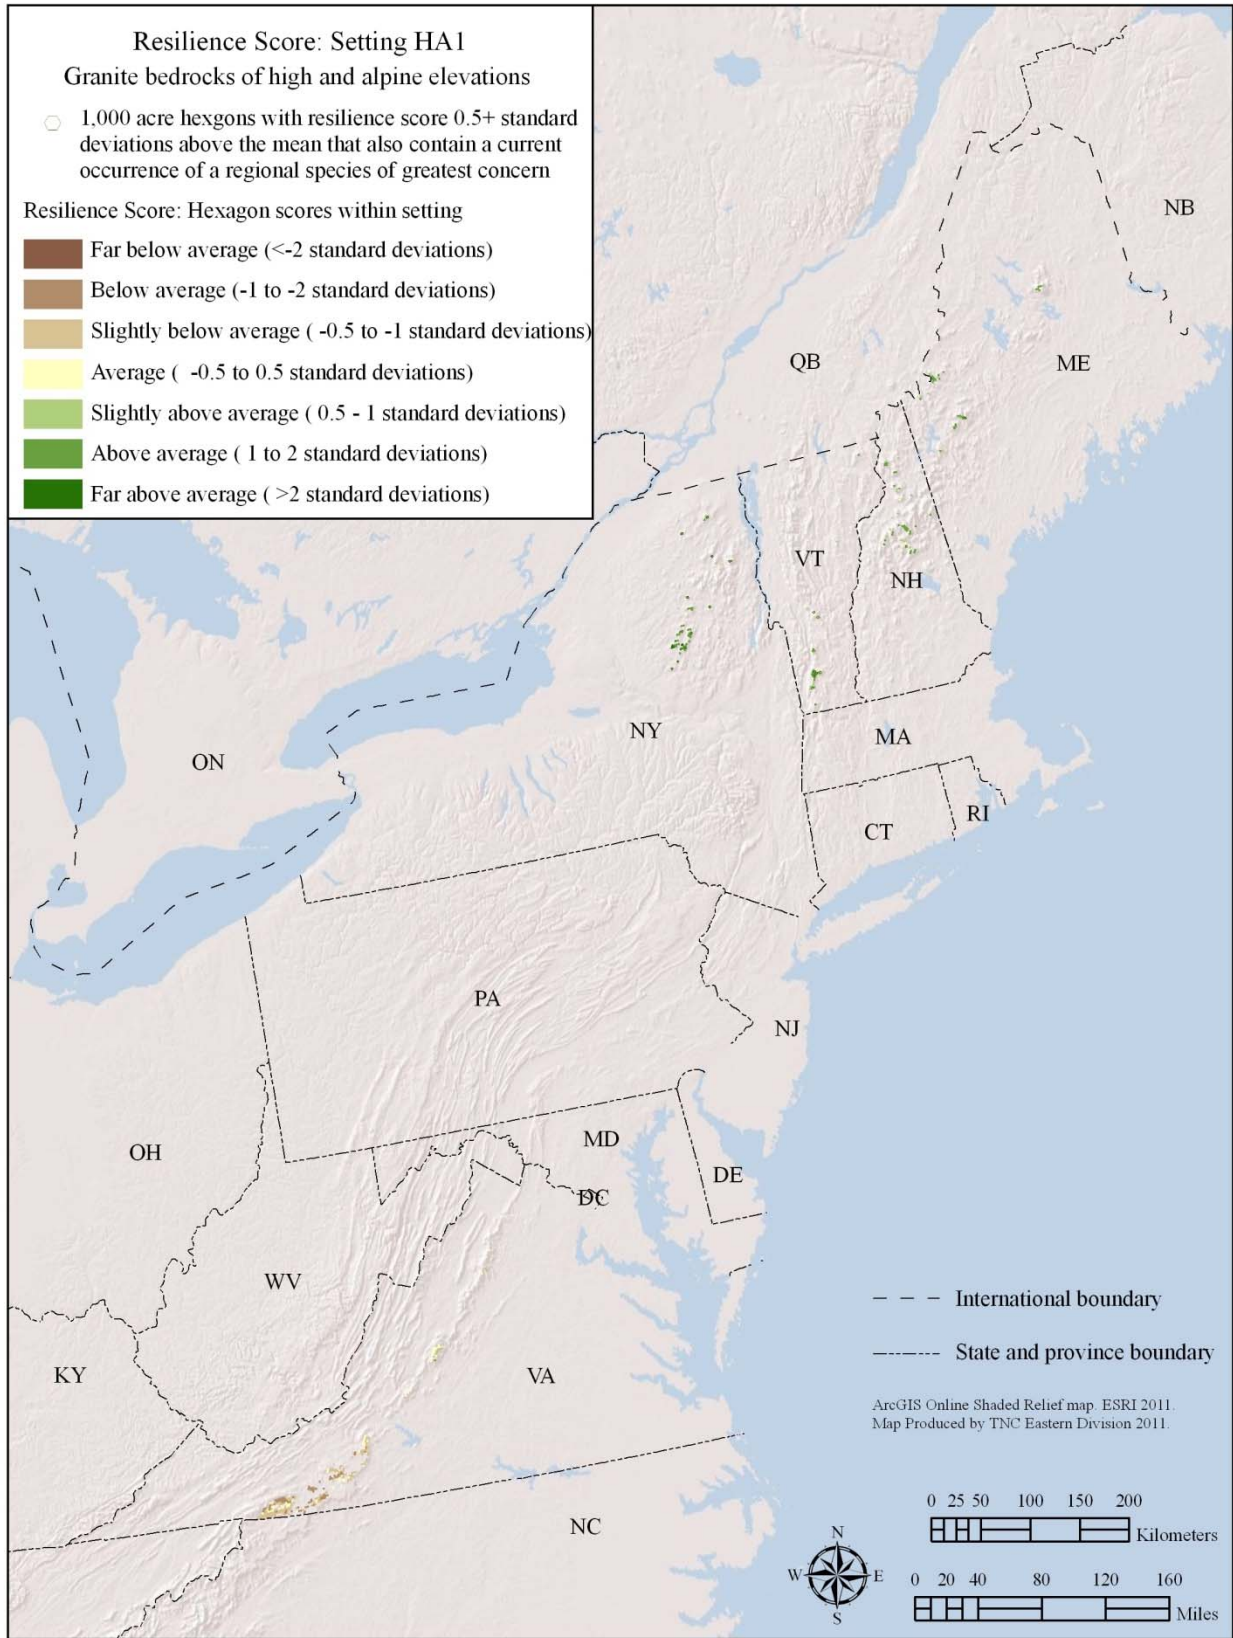 Resilience Score: Setting HA1
Granite bedrocks of high and alpine elevations
1,000 acre hexgons with resilience score 0.5+ standard
deviations above the mean that also contain a current
occurrence of a regional species of greatest concern
Resilience Score: Hexagon scores within setting
Far below average (<-2 standard deviations)
Below average (-1 to -2 standard deviations)
Slightly below average ( -0.5 to -1 standard deviations)
Average ( -0.5 to 0.5 standard deviations)
Slightly above average ( 0.5 - 1 standard deviations)
Above average ( 1 to 2 standard deviations)
Far above average ( >2 standard deviations)
NB
QB
ME
VT
NH
NY
MA
ON
CT
RI
PA
NJ
OH
MD
DE
DC
WV
KY
VA
NC
International boundary
State and province boundary
ArcGIS Online Shaded Relief map. ESRI 2011.
Map Produced by TNC Eastern Division 2011.
0 25 50 100 150 200
Kilometers
N
W E
S
0 20 40 80 120 160
Miles